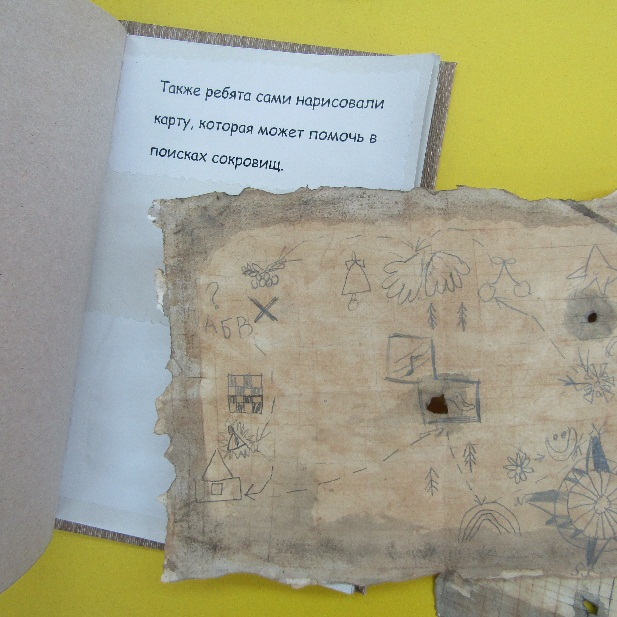 Также ребята сами нарисовали
карту, которая может помочь в
поисках сокровищ.
?
АБВ